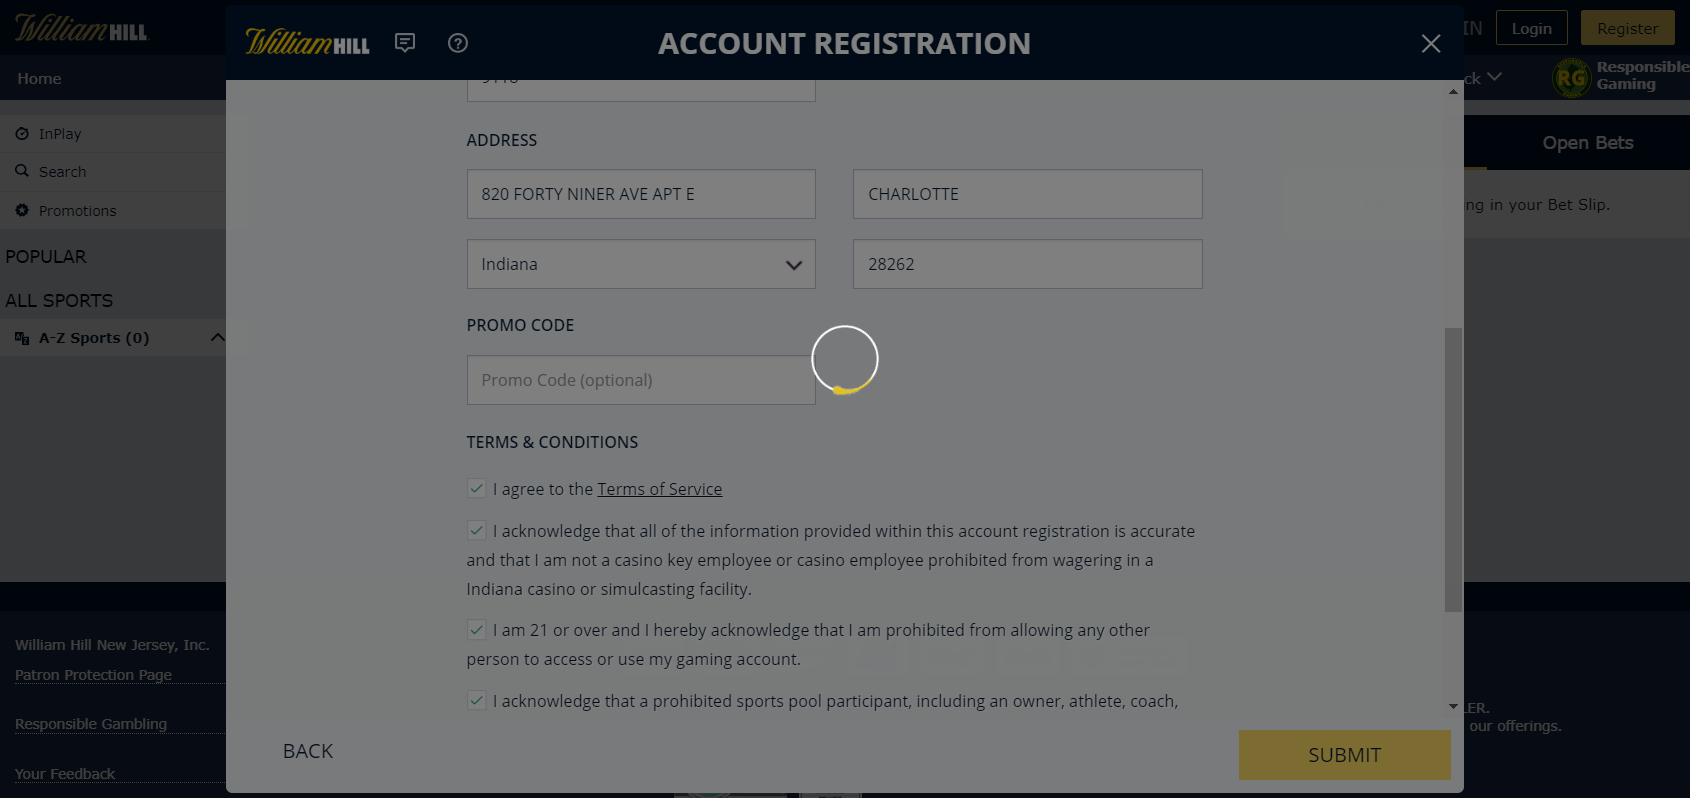 William HILL
IN
Login
Register
Home
ck
Responsible
Gaming
InPlay
Search
Promotions
POPULAR
ALL SPORTS
A-Z Sports (0)
William HILL
ACCOUNT REGISTRATION
ADDRESS
820 FORTY NINER AVE APT E
CHARLOTTE
Indiana
28262
PROMO CODE
Promo Code (optional)
TERMS & CONDITIONS
I agree to the Terms of Service
I acknowledge that all of the information provided within this account registration is accurate
and that I am not a casino key employee or casino employee prohibited from wagering in a
Indiana casino or simulcasting facility.
I am 21 or over and I hereby acknowledge that I am prohibited from allowing any other
person to access or use my gaming account.
I acknowledge that a prohibited sports pool participant, including an owner, athlete, coach,
BACK
SUBMIT
RG
Open Bets
ng in your Bet Slip.
William Hill New Jersey, Inc.
Patron Protection Page
Responsible Gambling
Your Feedback
LER.
our offerings.